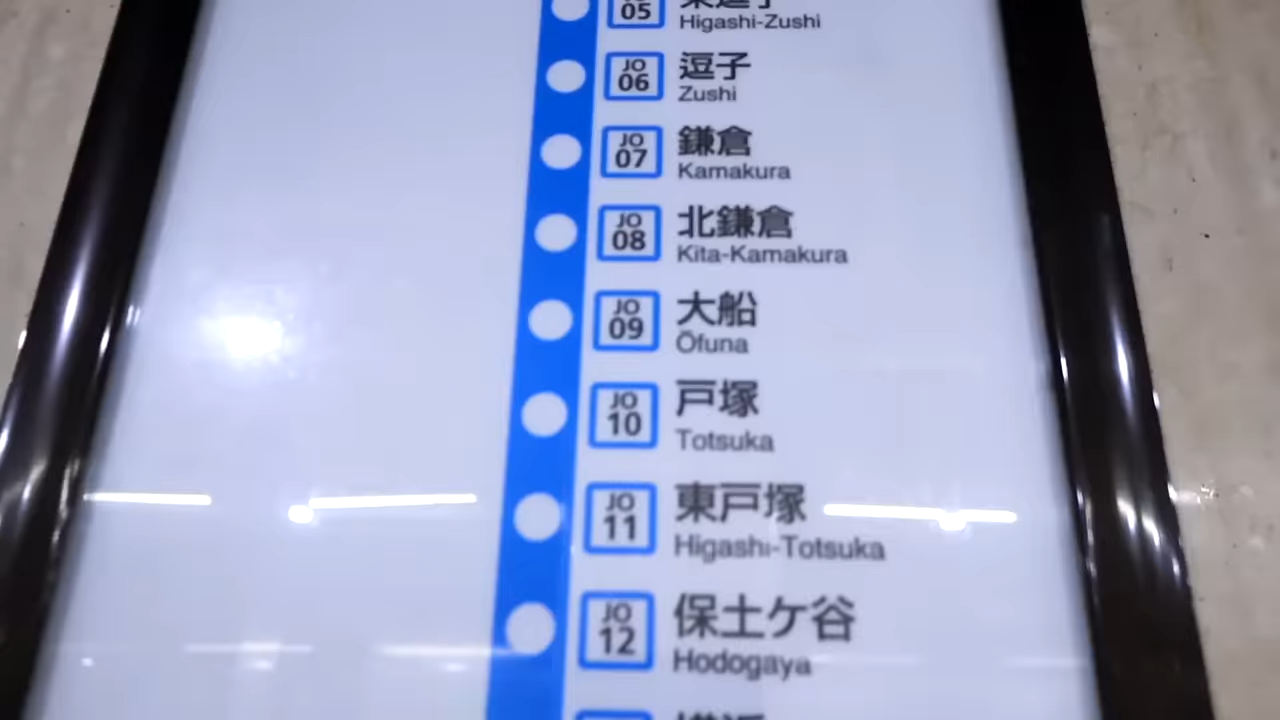 05
Higashi-Zushi
JO
06
逗子
Zushi
JO
07
鎌倉
Kamakura
JO
08
北鎌倉
Kita-Kamakura
JO
09
大船
Ōfuna
JO
10
戸塚
Totsuka
JO
11
東戸塚
Higashi-Totsuka
JO
12
保土ケ谷
Hodogaya